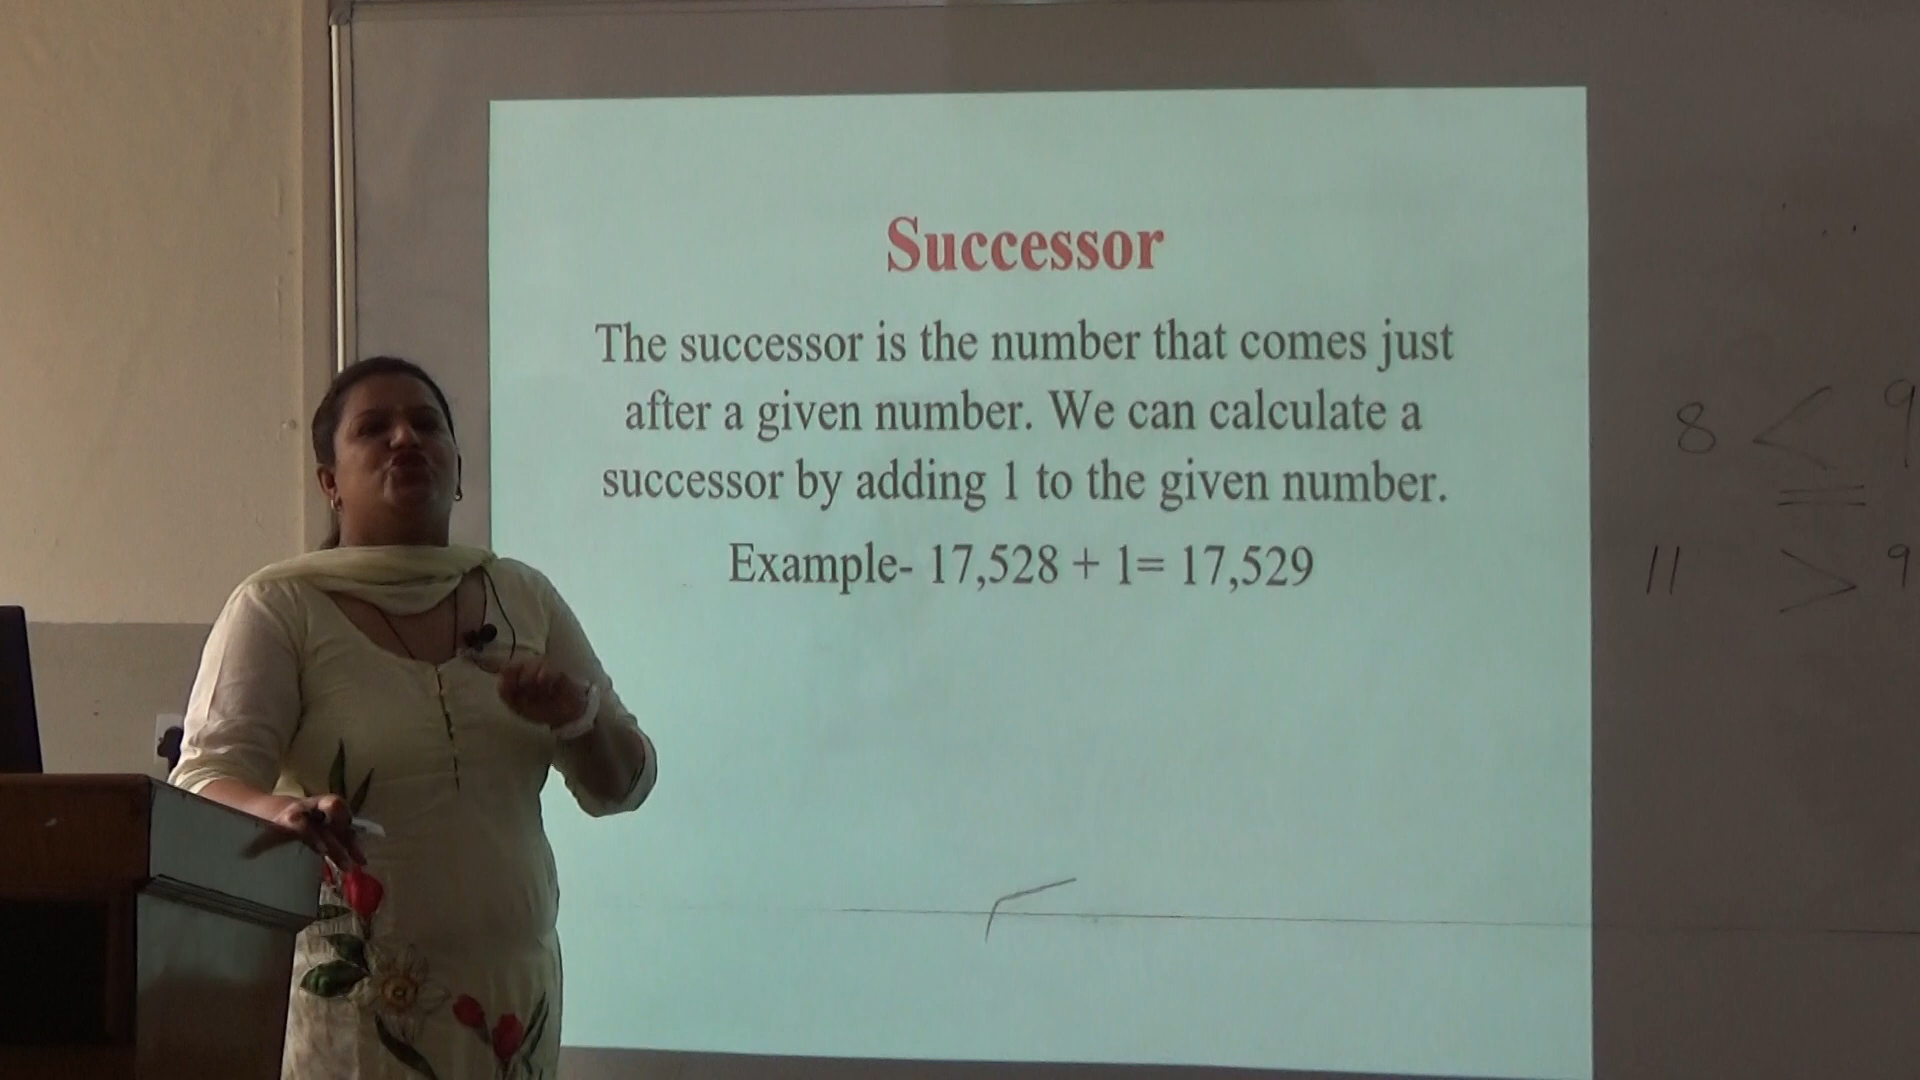 Successor
The successor is the number that comes just
after a given number. We can calculate a
successor by adding 1 to the given number.
Example- 17,528 + 1= 17,529
8 < 9
11 > 9